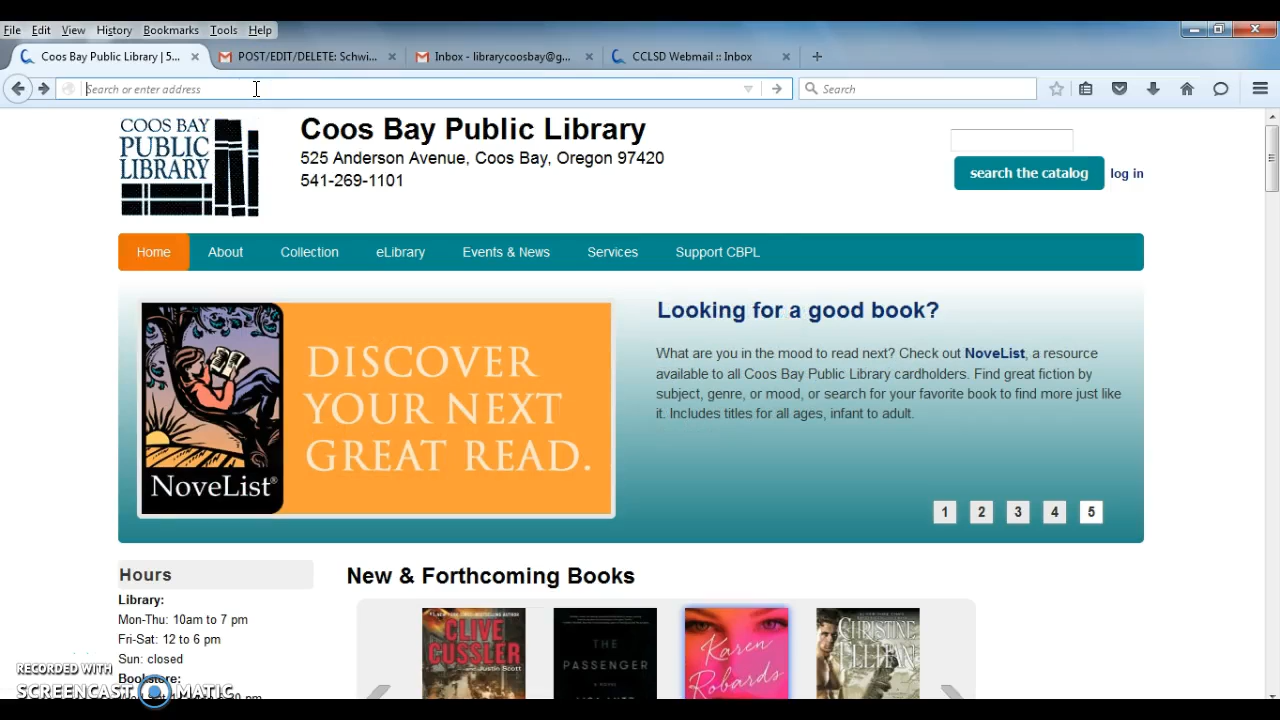 File Edit View History Bookmarks Tools Help
Coos Bay Public Library | 5... POST/EDIT/DELETE: Schwi... Inbox - librarycoosbay@g... CCLSD Webmail :: Inbox
Search or enter address Search
COOS BAY
PUBLIC
LIBRARY
Coos Bay Public Library
525 Anderson Avenue, Coos Bay, Oregon 97420
541-269-1101
search the catalog log in
Home About Collection eLibrary Events & News Services Support CBPL
NoveList®
DISCOVER
YOUR NEXT
GREAT READ.
Looking for a good book?
What are you in the mood to read next? Check out NoveList, a resource
available to all Coos Bay Public Library cardholders. Find great fiction by
subject, genre, or mood, or search for your favorite book to find more just like
it. Includes titles for all ages, infant to adult.
1 2 3 4 5
Hours
Library:
Mon-Thu: 10am to 7 pm
Fri-Sat: 12 to 6 pm
Sun: closed
New & Forthcoming Books
CLIVE
CUSSLER
and Justin Scott
THE
PASSENGER
Karen
Robards
CHRISTINE
RECORDED WITH
SCREENCAST MATIC